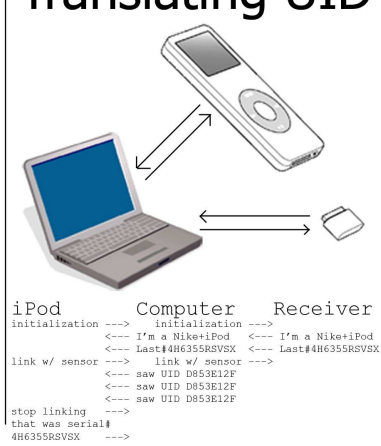 Translating UID
iPod Computer Receiver
initialization ---> initialization --->
<--- I'm a Nike+iPod <--- I'm a Nike+iPod
<--- Last#4H6355RSVSX <--- Last#4H6355RSVSX
link w/ sensor ---> link w/ sensor --->
<--- saw UID D853E12F
<--- saw UID D853E12F
<--- saw UID D853E12F
stop linking --->
that was serial#
4H6355RSVSX --->